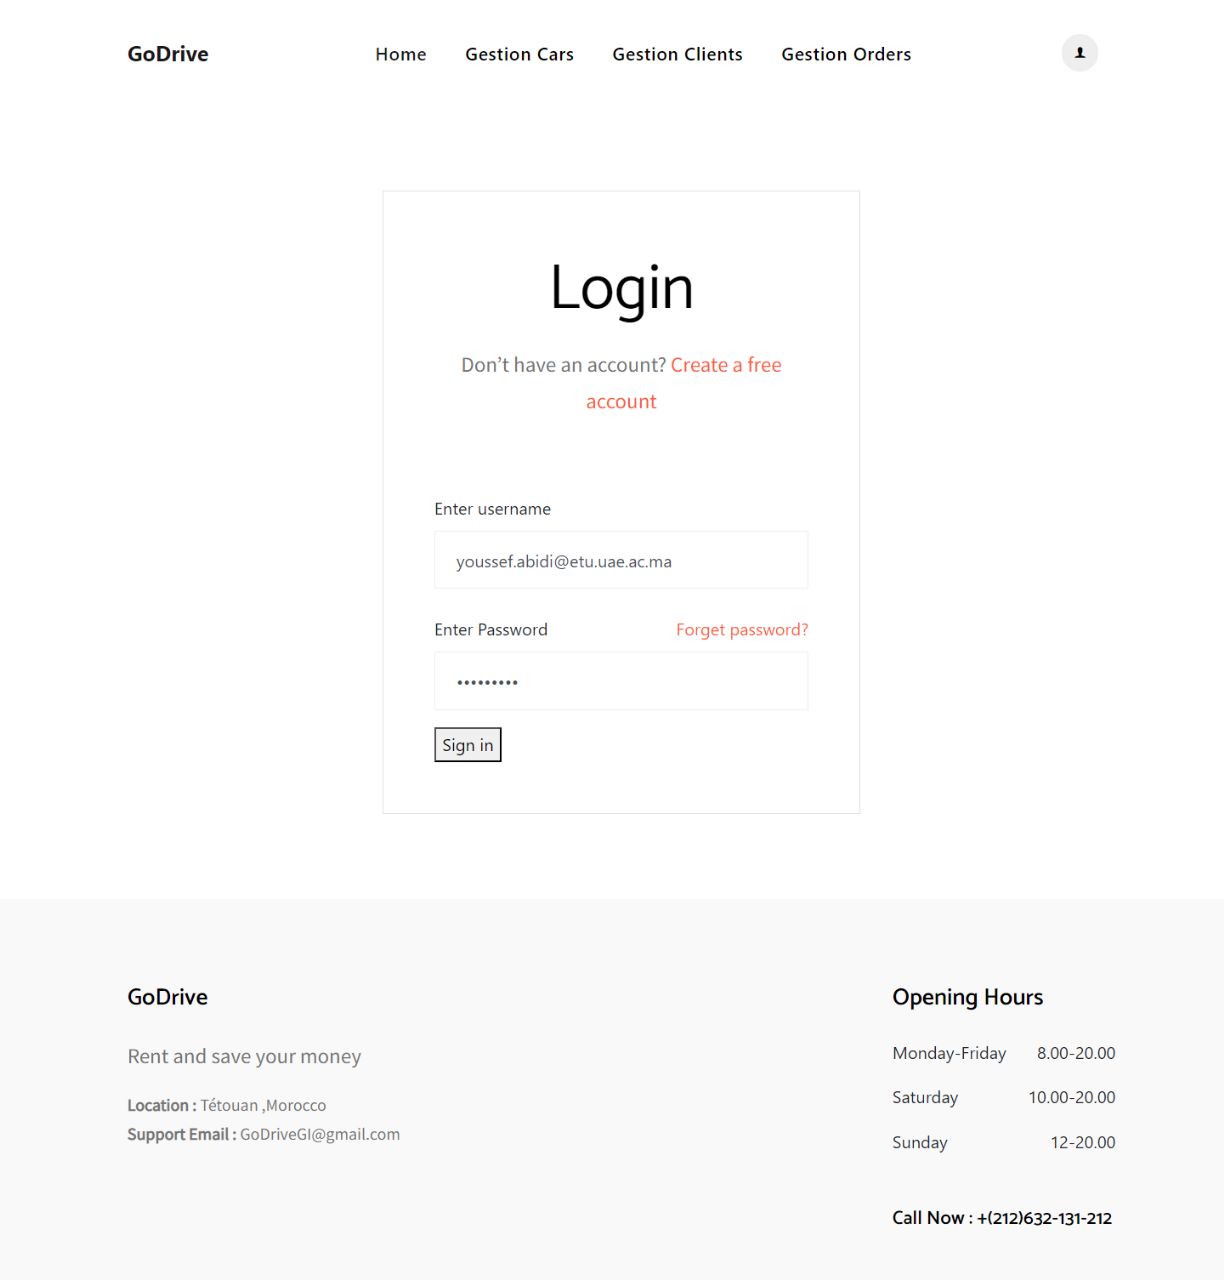 GoDrive Home Gestion Cars Gestion Clients Gestion Orders
Login
Don’t have an account? Create a free
account
Enter username
youssef.abidi@etu.uae.ac.ma
Enter Password Forget password?
•••••••••
Sign in
GoDrive
Rent and save your money
Location : Tétouan ,Morocco
Support Email : GoDriveGI@gmail.com
Opening Hours
Monday-Friday 8.00-20.00
Saturday 10.00-20.00
Sunday 12-20.00
Call Now : +(212)632-131-212